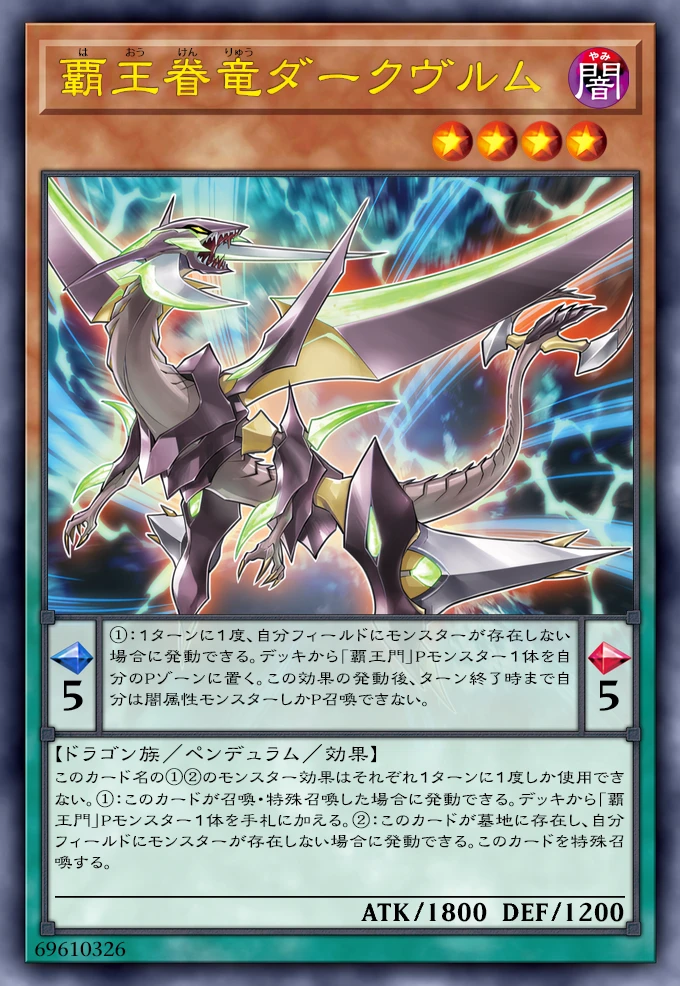 は おう けん りゅう
覇王眷竜ダークヴルム
やみ
闇
①:1ターンに1度、自分フィールドにモンスターが存在しない
場合に発動できる。デッキから「覇王門」Pモンスター1体を自
分のPゾーンに置く。この効果の発動後、ターン終了時まで自
分は闇属性モンスターしかP召喚できない。
5
5
【ドラゴン族/ペンデュラム/効果】
このカード名の①②のモンスター効果はそれぞれ1ターンに1度しか使用でき
ない。①:このカードが召喚・特殊召喚した場合に発動できる。デッキから「覇
王門」Pモンスター1体を手札に加える。②:このカードが墓地に存在し、自分
フィールドにモンスターが存在しない場合に発動できる。このカードを特殊召
喚する。
ATK/1800 DEF/1200
69610326